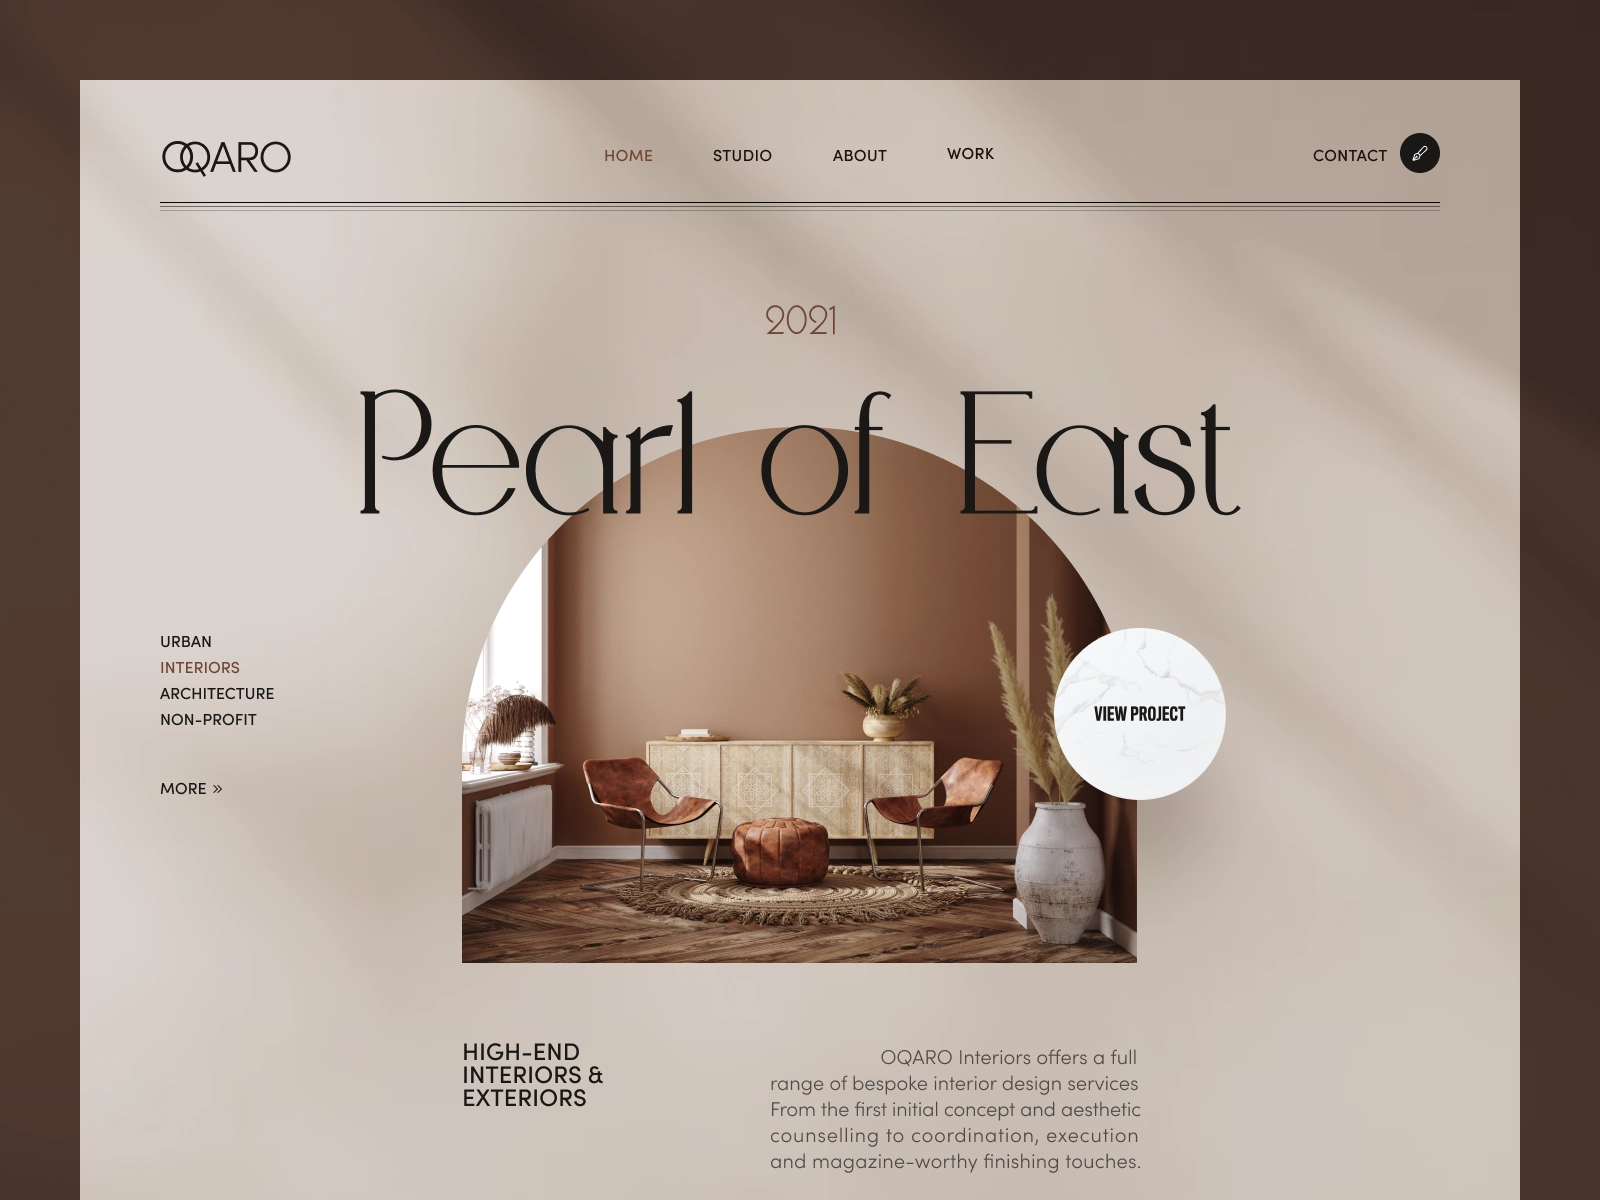 OQARO
HOME
STUDIO
ABOUT
WORK
CONTACT
2021
Pearl of East
URBAN
INTERIORS
ARCHITECTURE
NON-PROFIT
MORE »
VIEW PROJECT
HIGH-END
INTERIORS &
EXTERIORS
OQARO Interiors offers a full
range of bespoke interior design services
From the first initial concept and aesthetic
counselling to coordination, execution
and magazine-worthy finishing touches.